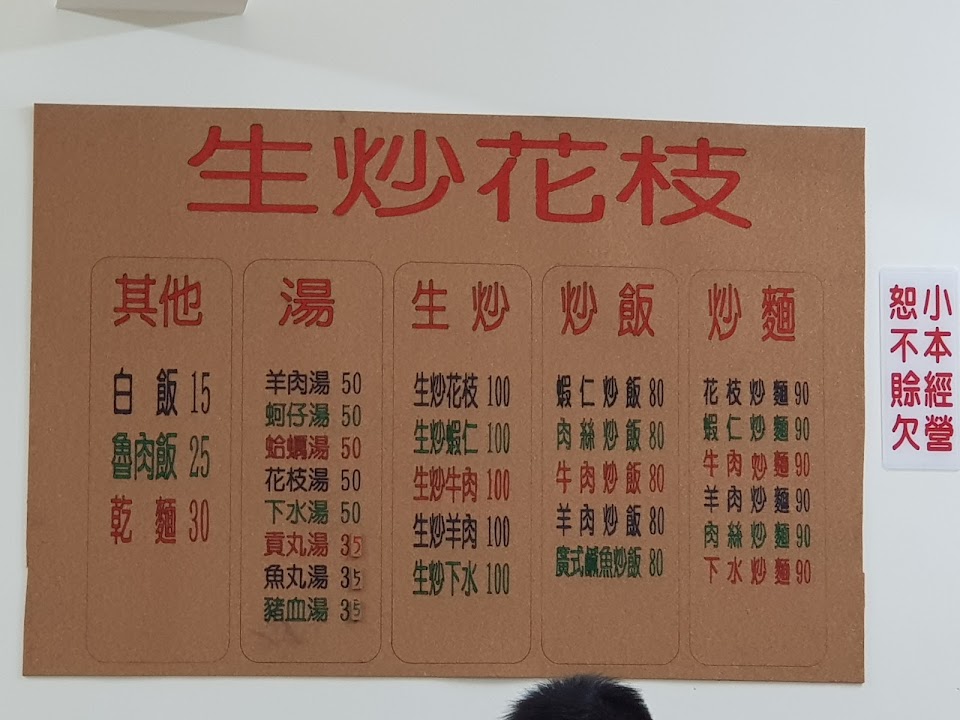 生炒花枝
其他
白飯 15
魯肉飯 25
乾麵 30
湯
羊肉湯 50
蚵仔湯 50
蛤蠣湯 50
花枝湯 50
下水湯 50
貢丸湯 35
魚丸湯 35
豬血湯 35
生炒
生炒花枝 100
生炒蝦仁 100
生炒牛肉 100
生炒羊肉 100
生炒下水 100
炒飯
蝦仁炒飯 80
肉絲炒飯 80
牛肉炒飯 80
羊肉炒飯 80
廣式鹹魚炒飯 80
炒麵
花枝炒麵 90
蝦仁炒麵 90
牛肉炒麵 90
羊肉炒麵 90
肉絲炒麵 90
下水炒麵 90
小本經營
恕不賒欠